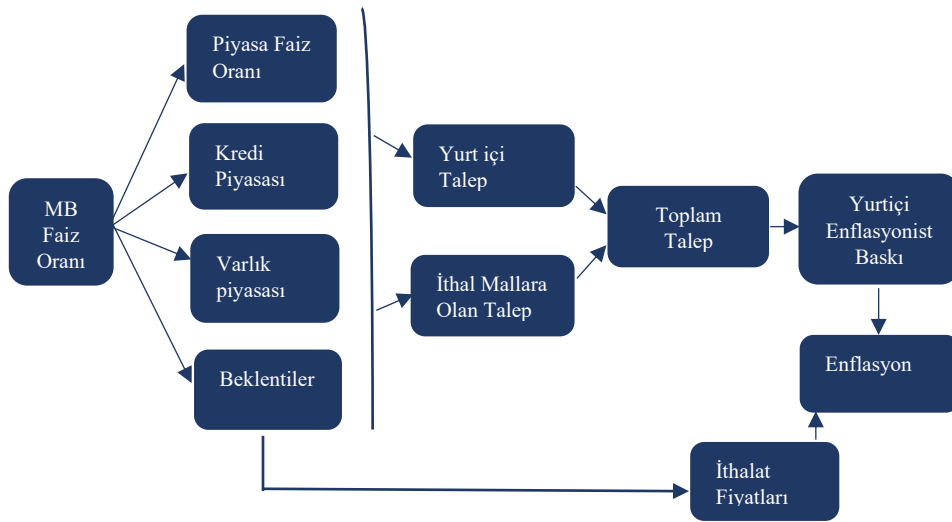 Piyasa Faiz
Oranı
Kredi
Piyasası
MB
Faiz
Oranı
Varlık
piyasası
Beklentiler
Yurt içi
Talep
İthal Mallara
Olan Talep
Toplam
Talep
Yurtiçi
Enflasyonist
Baskı
Enflasyon
İthalat
Fiyatları